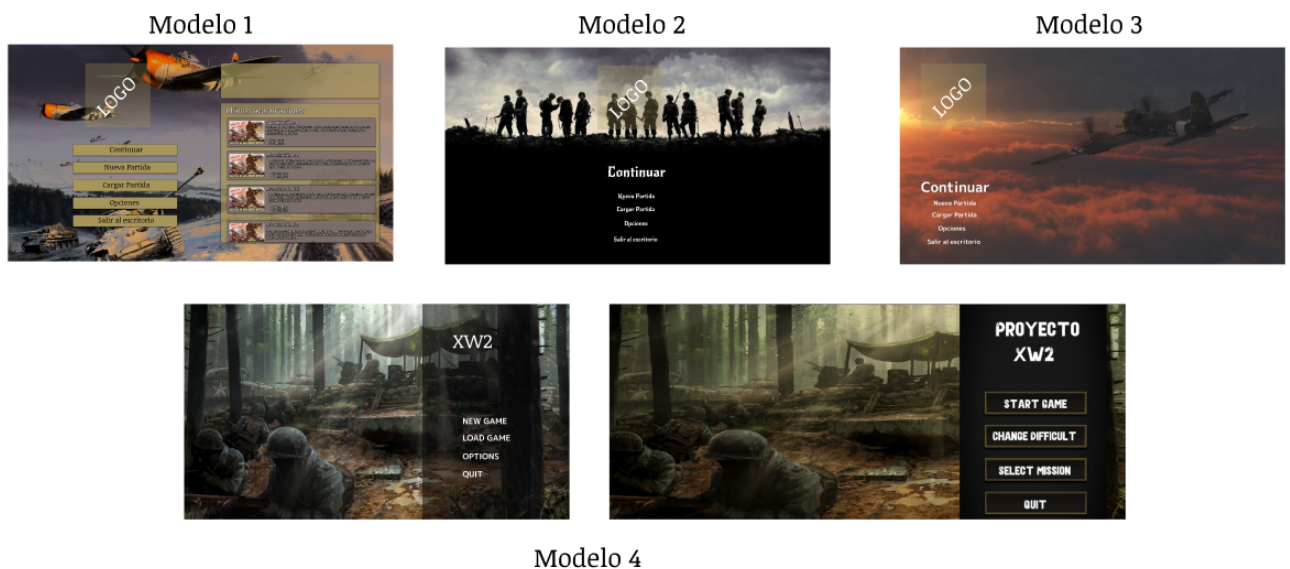 Modelo 1
Modelo 2
Modelo 3
LOGO
Continuar
Nueva Partida
Cargar Partida
Opciones
Salir al escritorio
LOGO
Continuar
Nueva Partida
Cargar Partida
Opciones
Salir al escritorio
LOGO
Continuar
Nueva Partida
Cargar Partida
Opciones
Salir al escritorio
XW2
NEW GAME
LOAD GAME
OPTIONS
QUIT
PROYECTO
XW2
START GAME
CHANGE DIFFICULT
SELECT MISSION
QUIT
Modelo 4